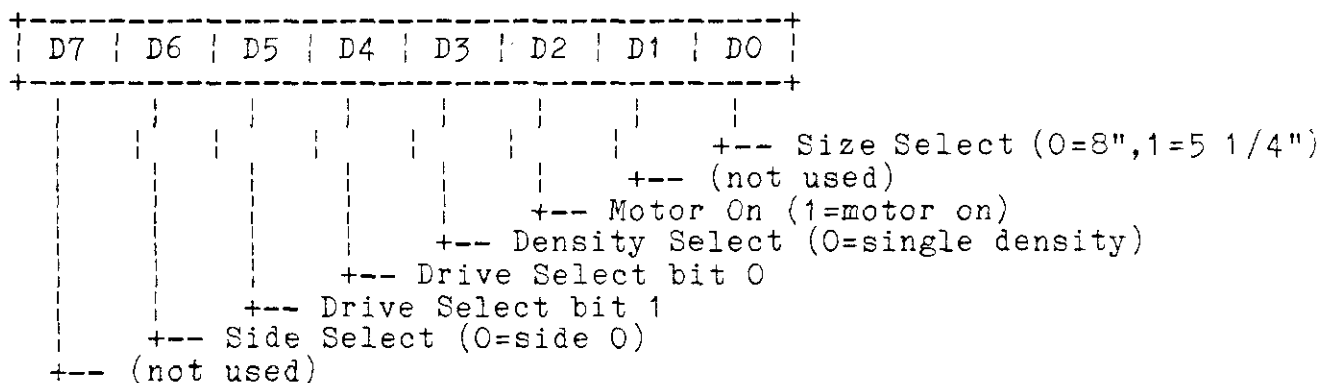 D7 | D6 | D5 | D4 | D3 | D2 | D1 | D0
+-- Size Select (0=8",1=5 1/4")
+-- (not used)
+-- Motor On (1=motor on)
+-- Density Select (0=single density)
+-- Drive Select bit 0
+-- Drive Select bit 1
+-- Side Select (0=side 0)
+-- (not used)